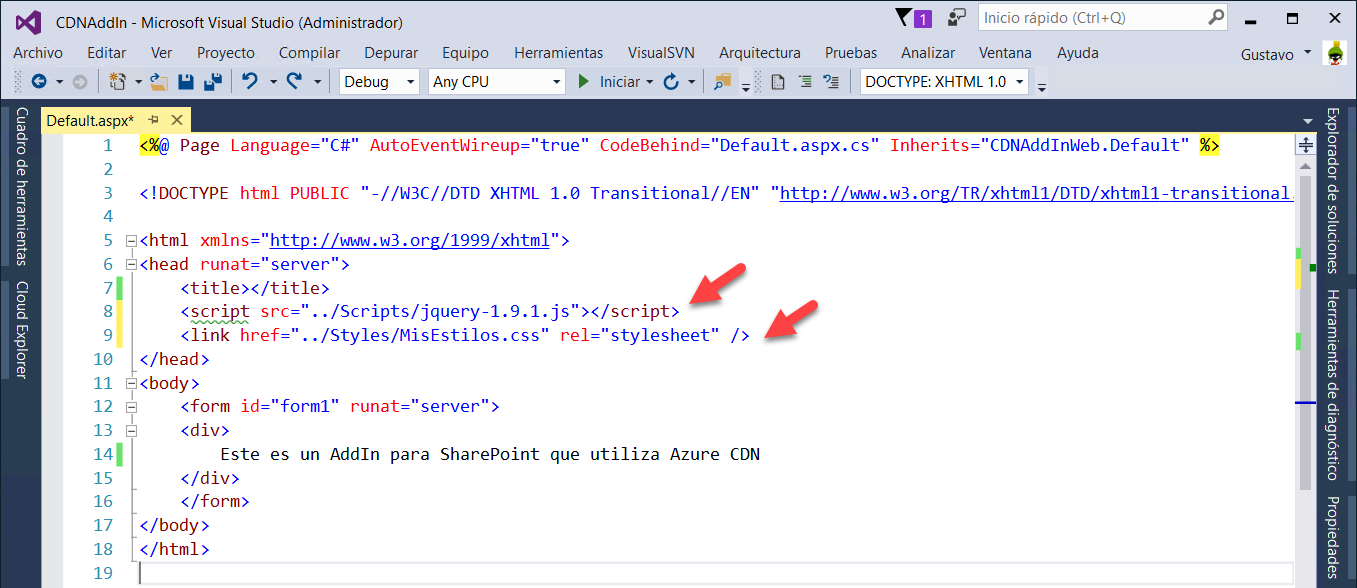 CDNAddIn - Microsoft Visual Studio (Administrador)
1
Inicio rápido (Ctrl+Q)
Archivo Editar Ver Proyecto Compilar Depurar Equipo Herramientas VisualSVN Arquitectura Pruebas Analizar Ventana Ayuda
Gustavo
Debug Any CPU Iniciar DOCTYPE: XHTML 1.0
Cuadro de herramientas
Cloud Explorer
Default.aspx*
1 <%@ Page Language="C#" AutoEventWireup="true" CodeBehind="Default.aspx.cs" Inherits="CDNAddInWeb.Default" %>
2
3 <!DOCTYPE html PUBLIC "-//W3C//DTD XHTML 1.0 Transitional//EN" "http://www.w3.org/TR/xhtml1/DTD/xhtml1-transitional.
4
5 <html xmlns="http://www.w3.org/1999/xhtml">
6 <head runat="server">
7 <title></title>
8 <script src="../Scripts/jquery-1.9.1.js"></script>
9 <link href="../Styles/MisEstilos.css" rel="stylesheet" />
10 </head>
11 <body>
12 <form id="form1" runat="server">
13 <div>
14 Este es un AddIn para SharePoint que utiliza Azure CDN
15 </div>
16 </form>
17 </body>
18 </html>
19
Explorador de soluciones
Herramientas de diagnóstico
Propiedades